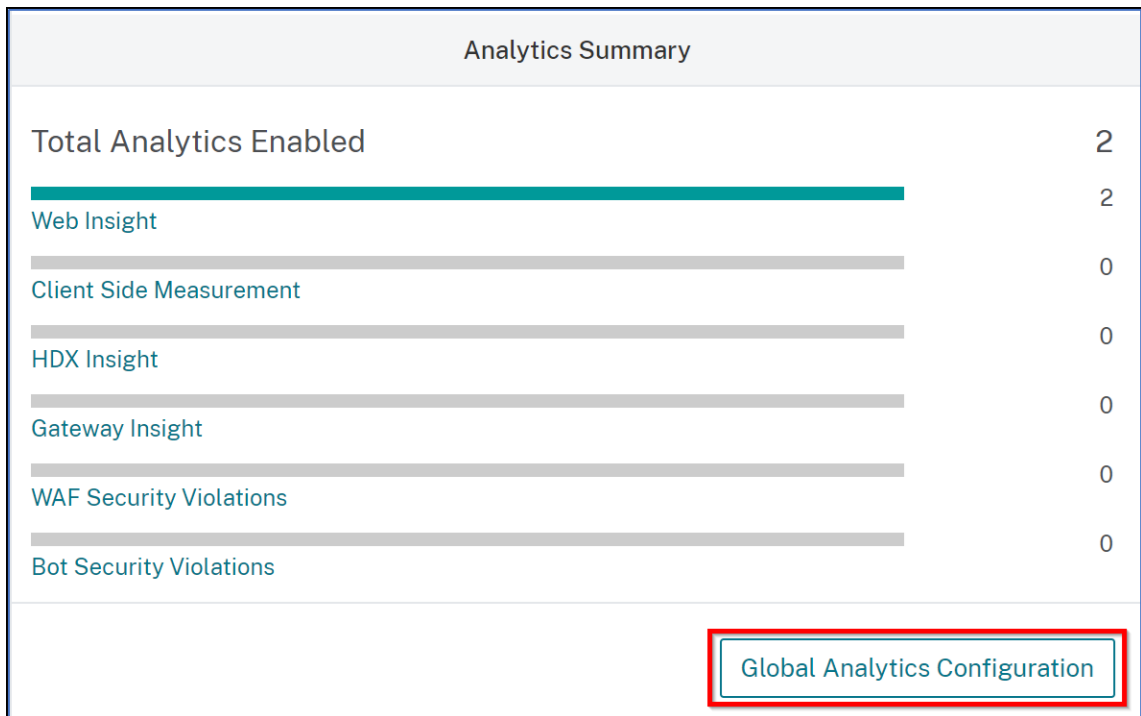 Analytics Summary
Total Analytics Enabled 2
2
Web Insight
0
Client Side Measurement
0
HDX Insight
0
Gateway Insight
0
WAF Security Violations
0
Bot Security Violations
Global Analytics Configuration